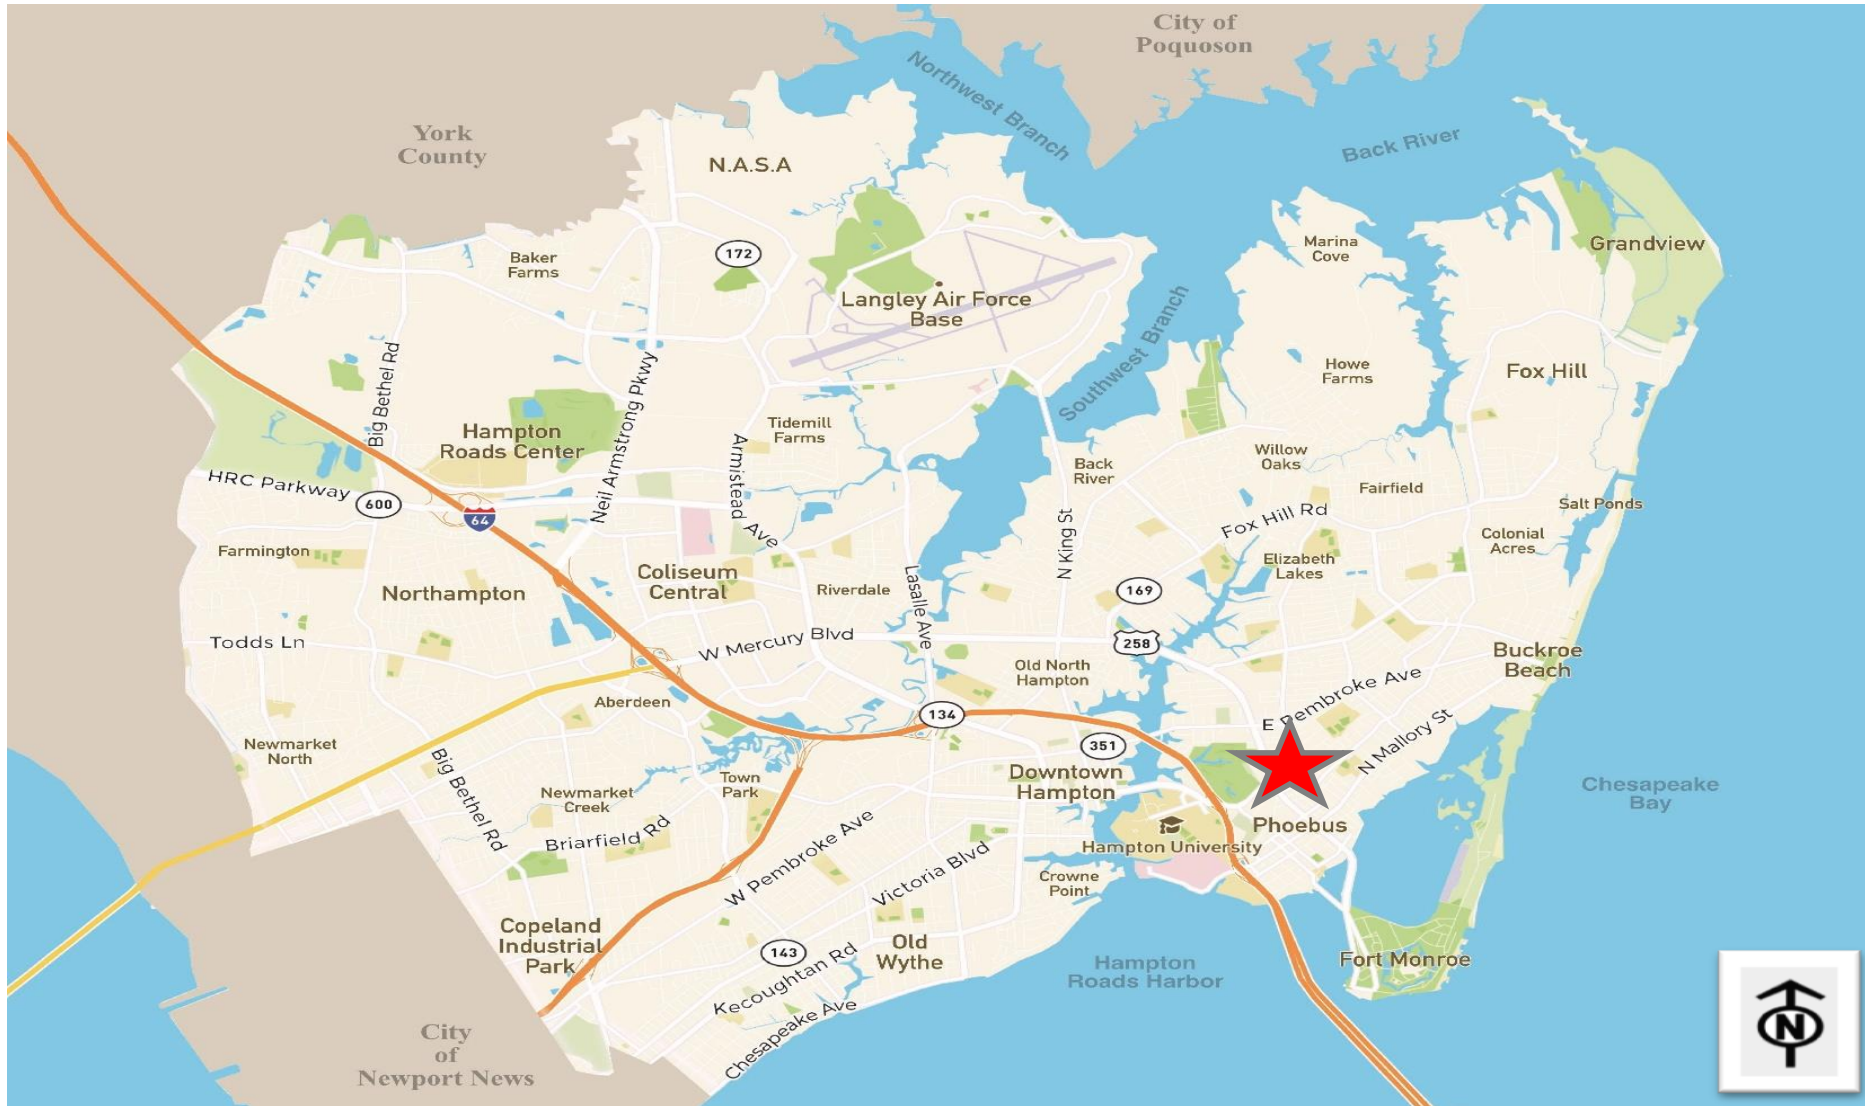 City of
Poquoson
Northwest Branch
York
County
Back River
N.A.S.A
172
Baker
Farms
Marina
Cove
Grandview
Langley Air Force
Base
Southwest Branch
Big Bethel Rd
Neil Armstrong Pkwy
Howe
Farms
Fox Hill
Hampton
Roads Center
Tidemill
Farms
Armistead Ave
Back
River
Willow
Oaks
Fairfield
HRC Parkway
600
64
Salt Ponds
Fox Hill Rd
N King St
Colonial
Acres
Farmington
Elizabeth
Lakes
Northampton
Coliseum
Central
Riverdale
Lasalle Ave
169
Todds Ln
W Mercury Blvd
258
Buckroe
Beach
Old North
Hampton
Aberdeen
E Pembroke Ave
134
N Mallory St
Newmarket
North
351
Big Bethel Rd
Town
Park
Downtown
Hampton
Chesapeake
Bay
Newmarket
Creek
Briarfield Rd
Phoebus
Hampton University
W Pembroke Ave
Victoria Blvd
Crowne
Point
Copeland
Industrial
Park
143
Old
Wythe
Kecoughtan Rd
Fort Monroe
Hampton
Roads Harbor
Chesapeake Ave
City
of
Newport News
N